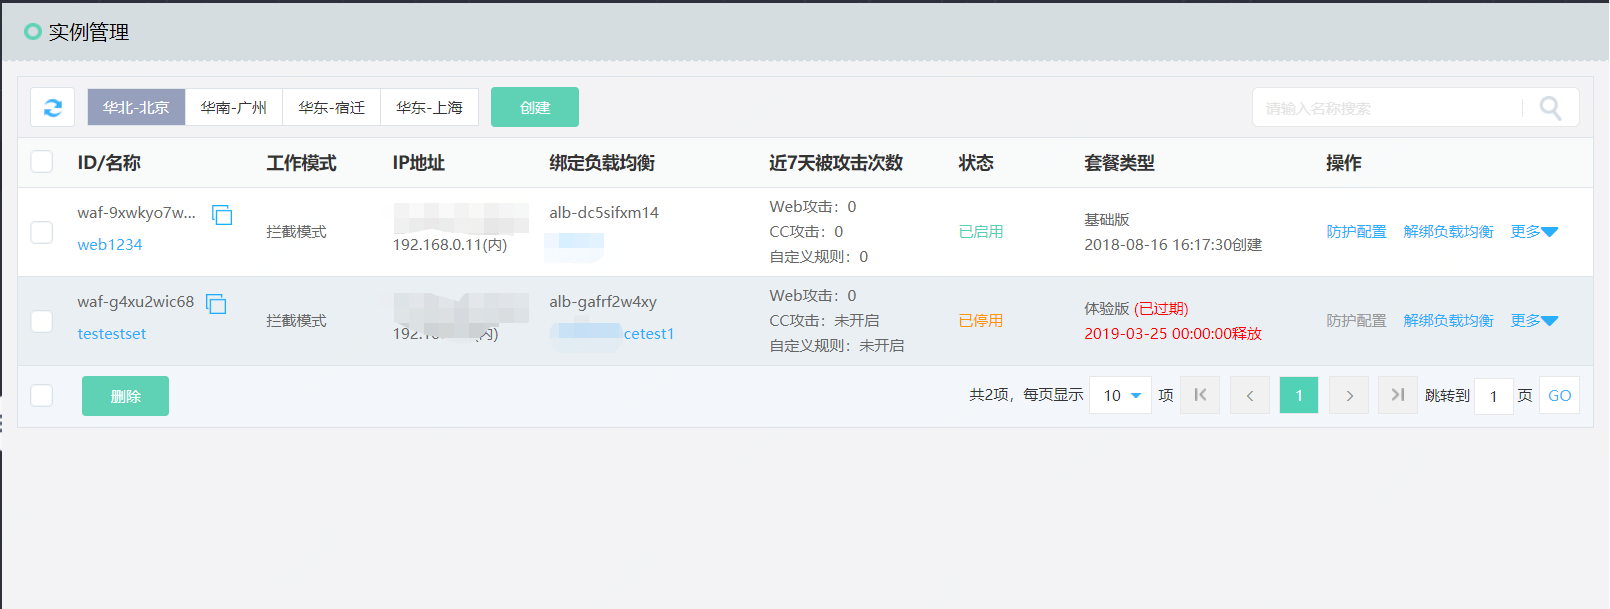 实例管理
华北-北京 华南-广州 华东-宿迁 华东-上海 创建 请输入名称搜索
ID/名称 工作模式 IP地址 绑定负载均衡 近7天被攻击次数 状态 套餐类型 操作
waf-9xwkyo7w... alb-dc5sifxm14 Web攻击：0 基础版
拦截模式 CC攻击：0 已启用 防护配置 解绑负载均衡 更多
web1234 192.168.0.11(内) 自定义规则：0 2018-08-16 16:17:30创建
waf-g4xu2wic68 alb-gafrf2w4xy Web攻击：0 体验版 (已过期)
拦截模式 CC攻击：未开启 已停用 防护配置 解绑负载均衡 更多
testestset (内) cetest1 自定义规则：未开启 2019-03-25 00:00:00释放
删除 共2项，每页显示 10 项 1 跳转到 1 页 GO